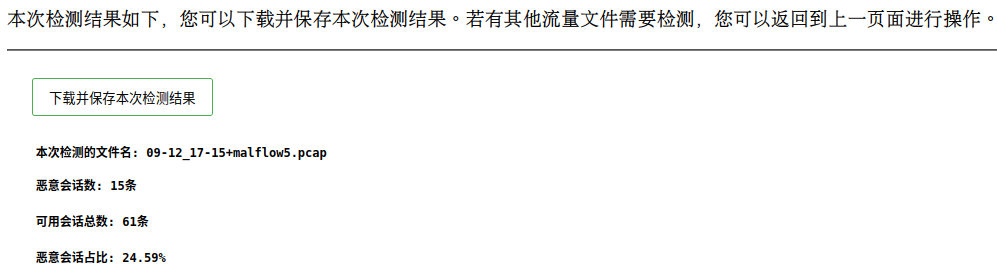 本次检测结果如下，您可以下载并保存本次检测结果。若有其他流量文件需要检测，您可以返回到上一页面进行操作。
下载并保存本次检测结果
本次检测的文件名: 09-12_17-15+malflow5.pcap
恶意会话数: 15条
可用会话总数: 61条
恶意会话占比: 24.59%